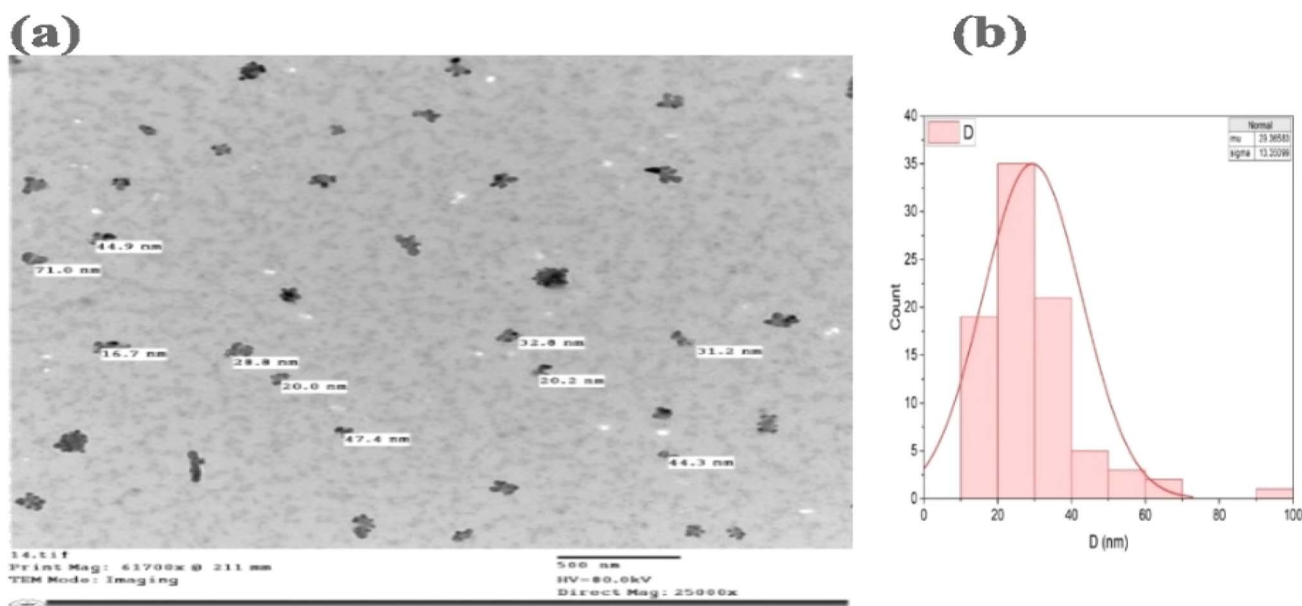 (a)
(b)
44.9 nm
71.0 nm
16.7 nm
28.8 nm
20.0 nm
32.8 nm
20.2 nm
31.2 nm
47.4 nm
44.3 nm
14.tif
Print Mag: 61700x @ 211 mm
TEM Mode: Imaging
500 nm
HV=80.0kV
Direct Mag: 25000x
D
Normal
mu
sigma
40
35
30
25
20
15
10
5
0
Count
0 20 40 60 80 100
D (nm)